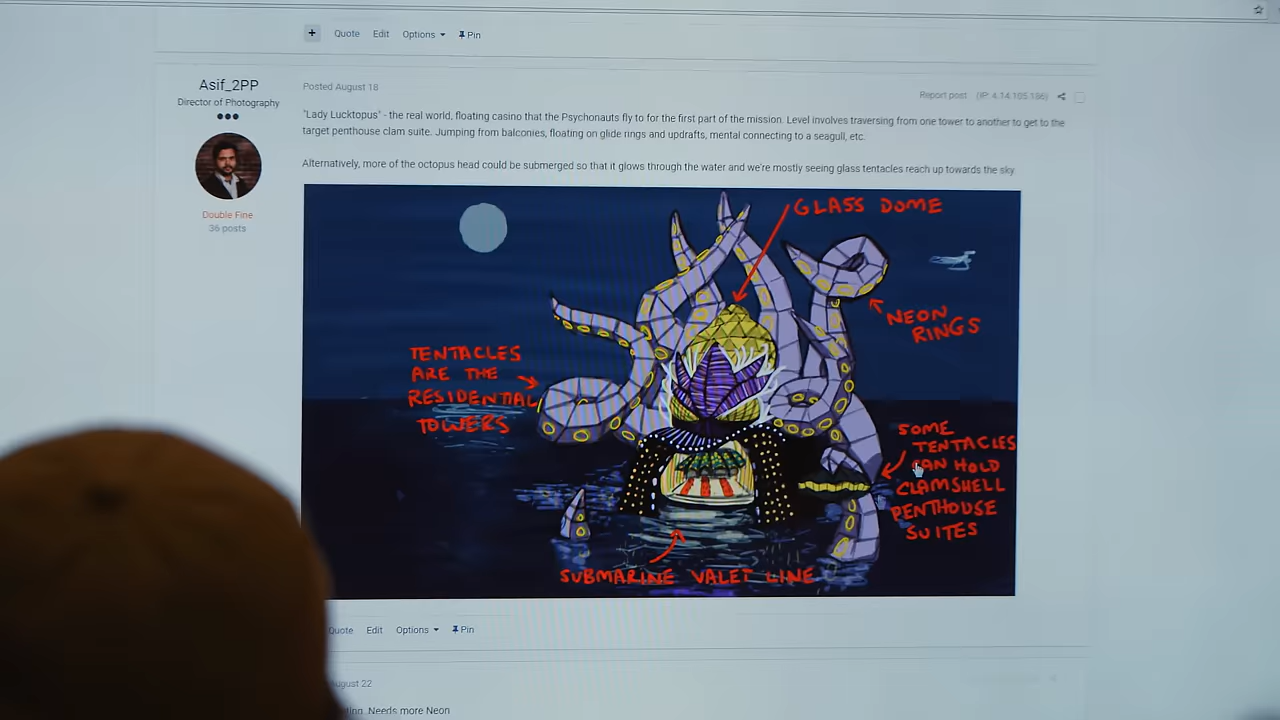 + Quote Edit Options Pin
Asif_2PP
Director of Photography
Double Fine
36 posts
Posted August 18
Report post (IP: 4.14.105.186)
"Lady Lucktopus" - the real world, floating casino that the Psychonauts fly to for the first part of the mission. Level involves traversing from one tower to another to get to the
target penthouse clam suite. Jumping from balconies, floating on glide rings and updrafts, mental connecting to a seagull, etc.
Alternatively, more of the octopus head could be submerged so that it glows through the water and we're mostly seeing glass tentacles reach up towards the sky
GLASS DOME
NEON
RINGS
TENTACLES
ARE THE
RESIDENTIAL
TOWERS
SOME
TENTACLES
CAN HOLD
CLAMSHELL
PENTHOUSE
SUITES
SUBMARINE VALET LINE
Quote Edit Options Pin
August 22
Needs more Neon